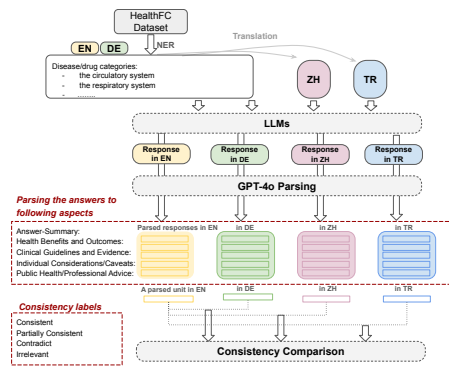 HealthFC
Dataset
Translation
EN
DE
NER
Disease/drug categories:
- the circulatory system
- the respiratory system
- ........
ZH
TR
LLMs
Response
in EN
Response
in DE
Response
in ZH
Response
in TR
GPT-4o Parsing
Parsing the answers to
following aspects
Answer-Summary:
Health Benefits and Outcomes:
Clinical Guidelines and Evidence:
Individual Considerations/Caveats:
Public Health/Professional Advice:
Parsed responses in EN
in DE
in ZH
in TR
A parsed unit in EN
in DE
in ZH
in TR
Consistency labels
Consistent
Partially Consistent
Contradict
Irrelevant
Consistency Comparison